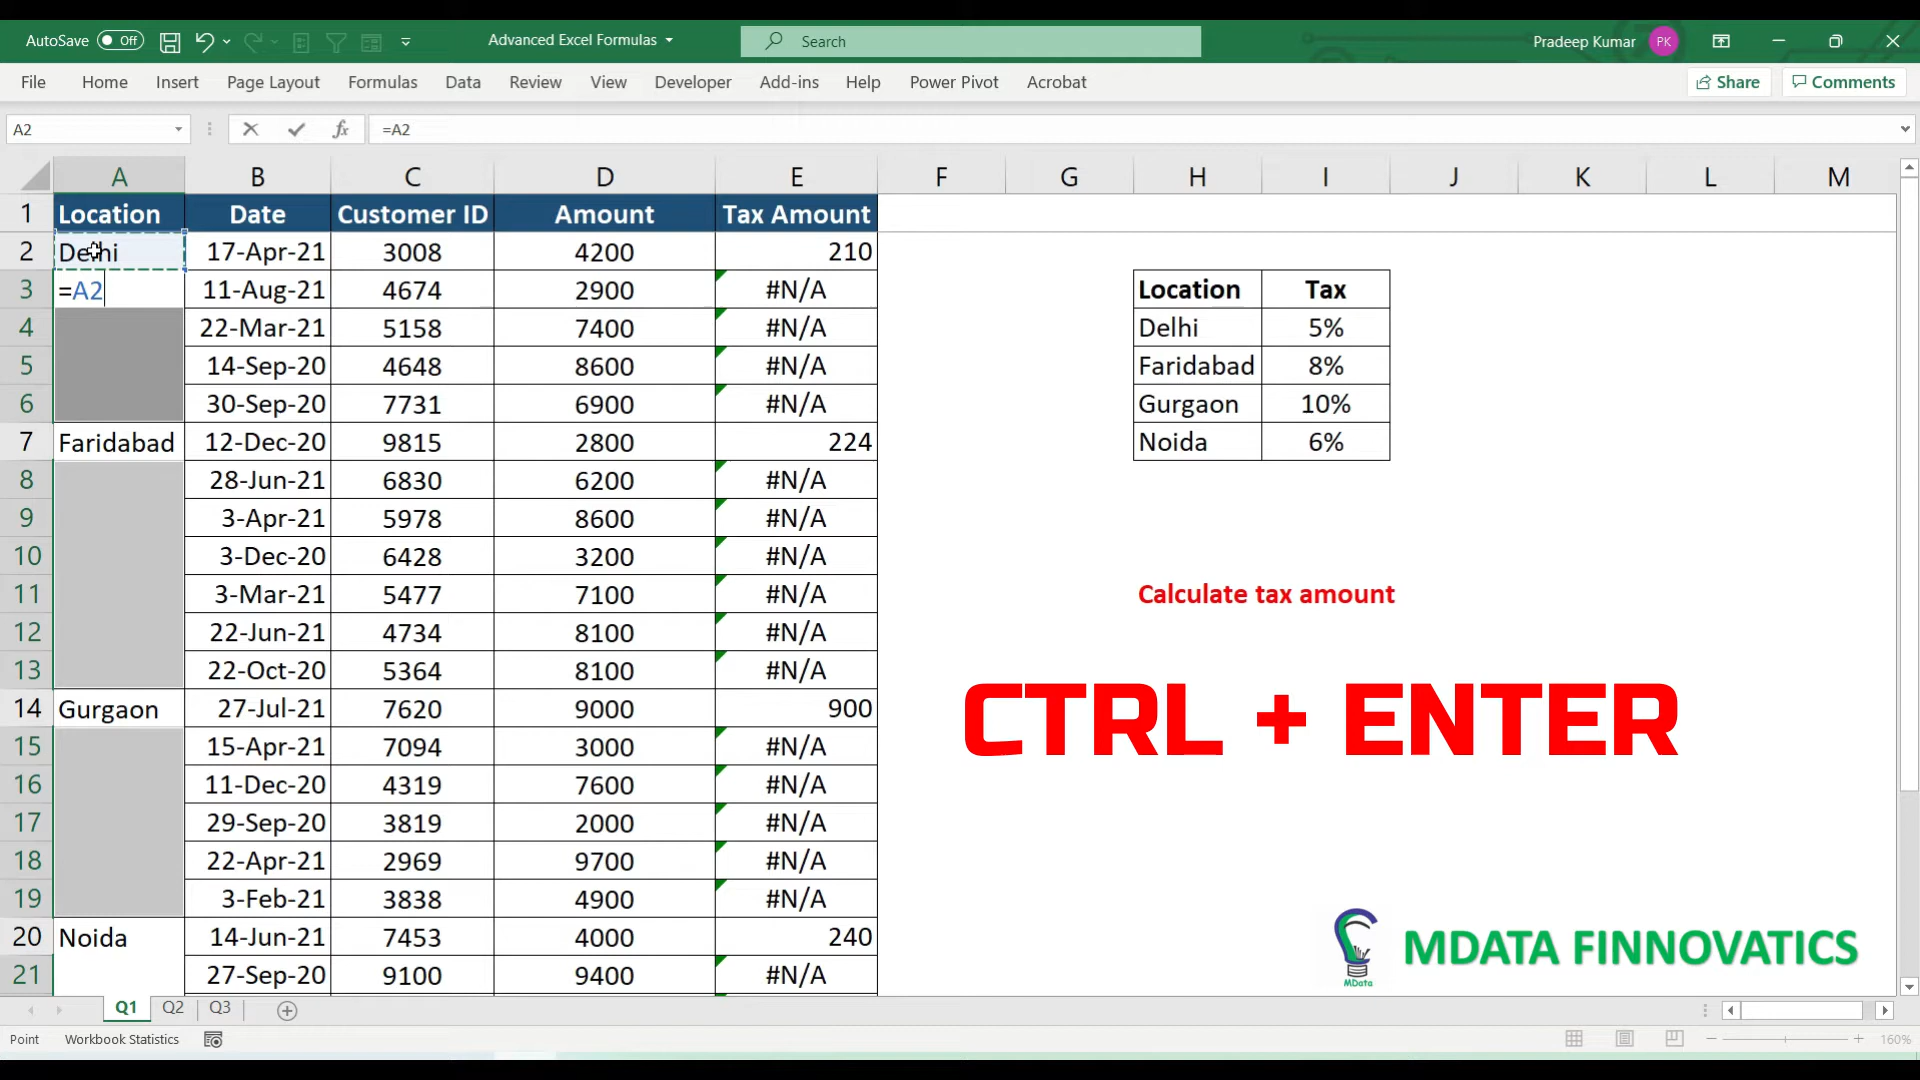 AutoSave Off Advanced Excel Formulas Search Pradeep Kumar PK
File Home Insert Page Layout Formulas Data Review View Developer Add-ins Help Power Pivot Acrobat Share Comments
A2 fx =A2
A B C D E F G H I J K L M
1 Location Date Customer ID Amount Tax Amount
2 Delhi 17-Apr-21 3008 4200 210
3 =A2 11-Aug-21 4674 2900 #N/A Location Tax
4 22-Mar-21 5158 7400 #N/A Delhi 5%
5 14-Sep-20 4648 8600 #N/A Faridabad 8%
6 30-Sep-20 7731 6900 #N/A Gurgaon 10%
7 Faridabad 12-Dec-20 9815 2800 224 Noida 6%
8 28-Jun-21 6830 6200 #N/A
9 3-Apr-21 5978 8600 #N/A
10 3-Dec-20 6428 3200 #N/A
11 3-Mar-21 5477 7100 #N/A Calculate tax amount
12 22-Jun-21 4734 8100 #N/A
13 22-Oct-20 5364 8100 #N/A
14 Gurgaon 27-Jul-21 7620 9000 900 CTRL + ENTER
15 15-Apr-21 7094 3000 #N/A
16 11-Dec-20 4319 7600 #N/A
17 29-Sep-20 3819 2000 #N/A
18 22-Apr-21 2969 9700 #N/A
19 3-Feb-21 3838 4900 #N/A
20 Noida 14-Jun-21 7453 4000 240 MDATA FINNOVATICS
21 27-Sep-20 9100 9400 #N/A MData
Q1 Q2 Q3
Point Workbook Statistics 160%